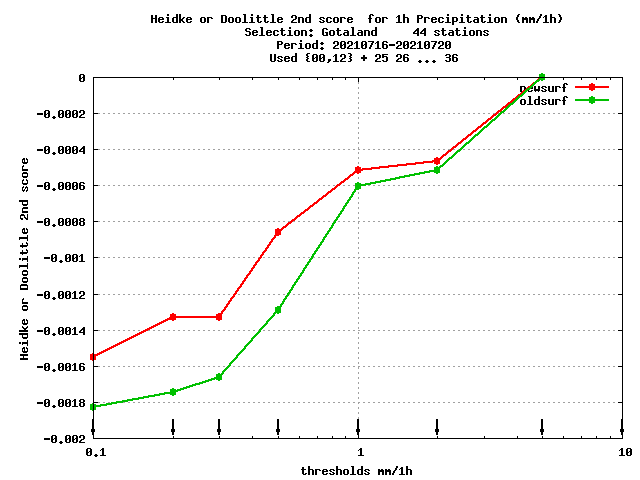 Heidke or Doolittle 2nd score  for 1h Precipitation (mm/1h)
Selection: Gotaland     44 stations
Period: 20210716-20210720
Used {00,12} + 25 26 ... 36
newsurf
oldsurf
Heidke or Doolittle 2nd score
0
-0.0002
-0.0004
-0.0006
-0.0008
-0.001
-0.0012
-0.0014
-0.0016
-0.0018
-0.002
0.1 1 10
thresholds mm/1h